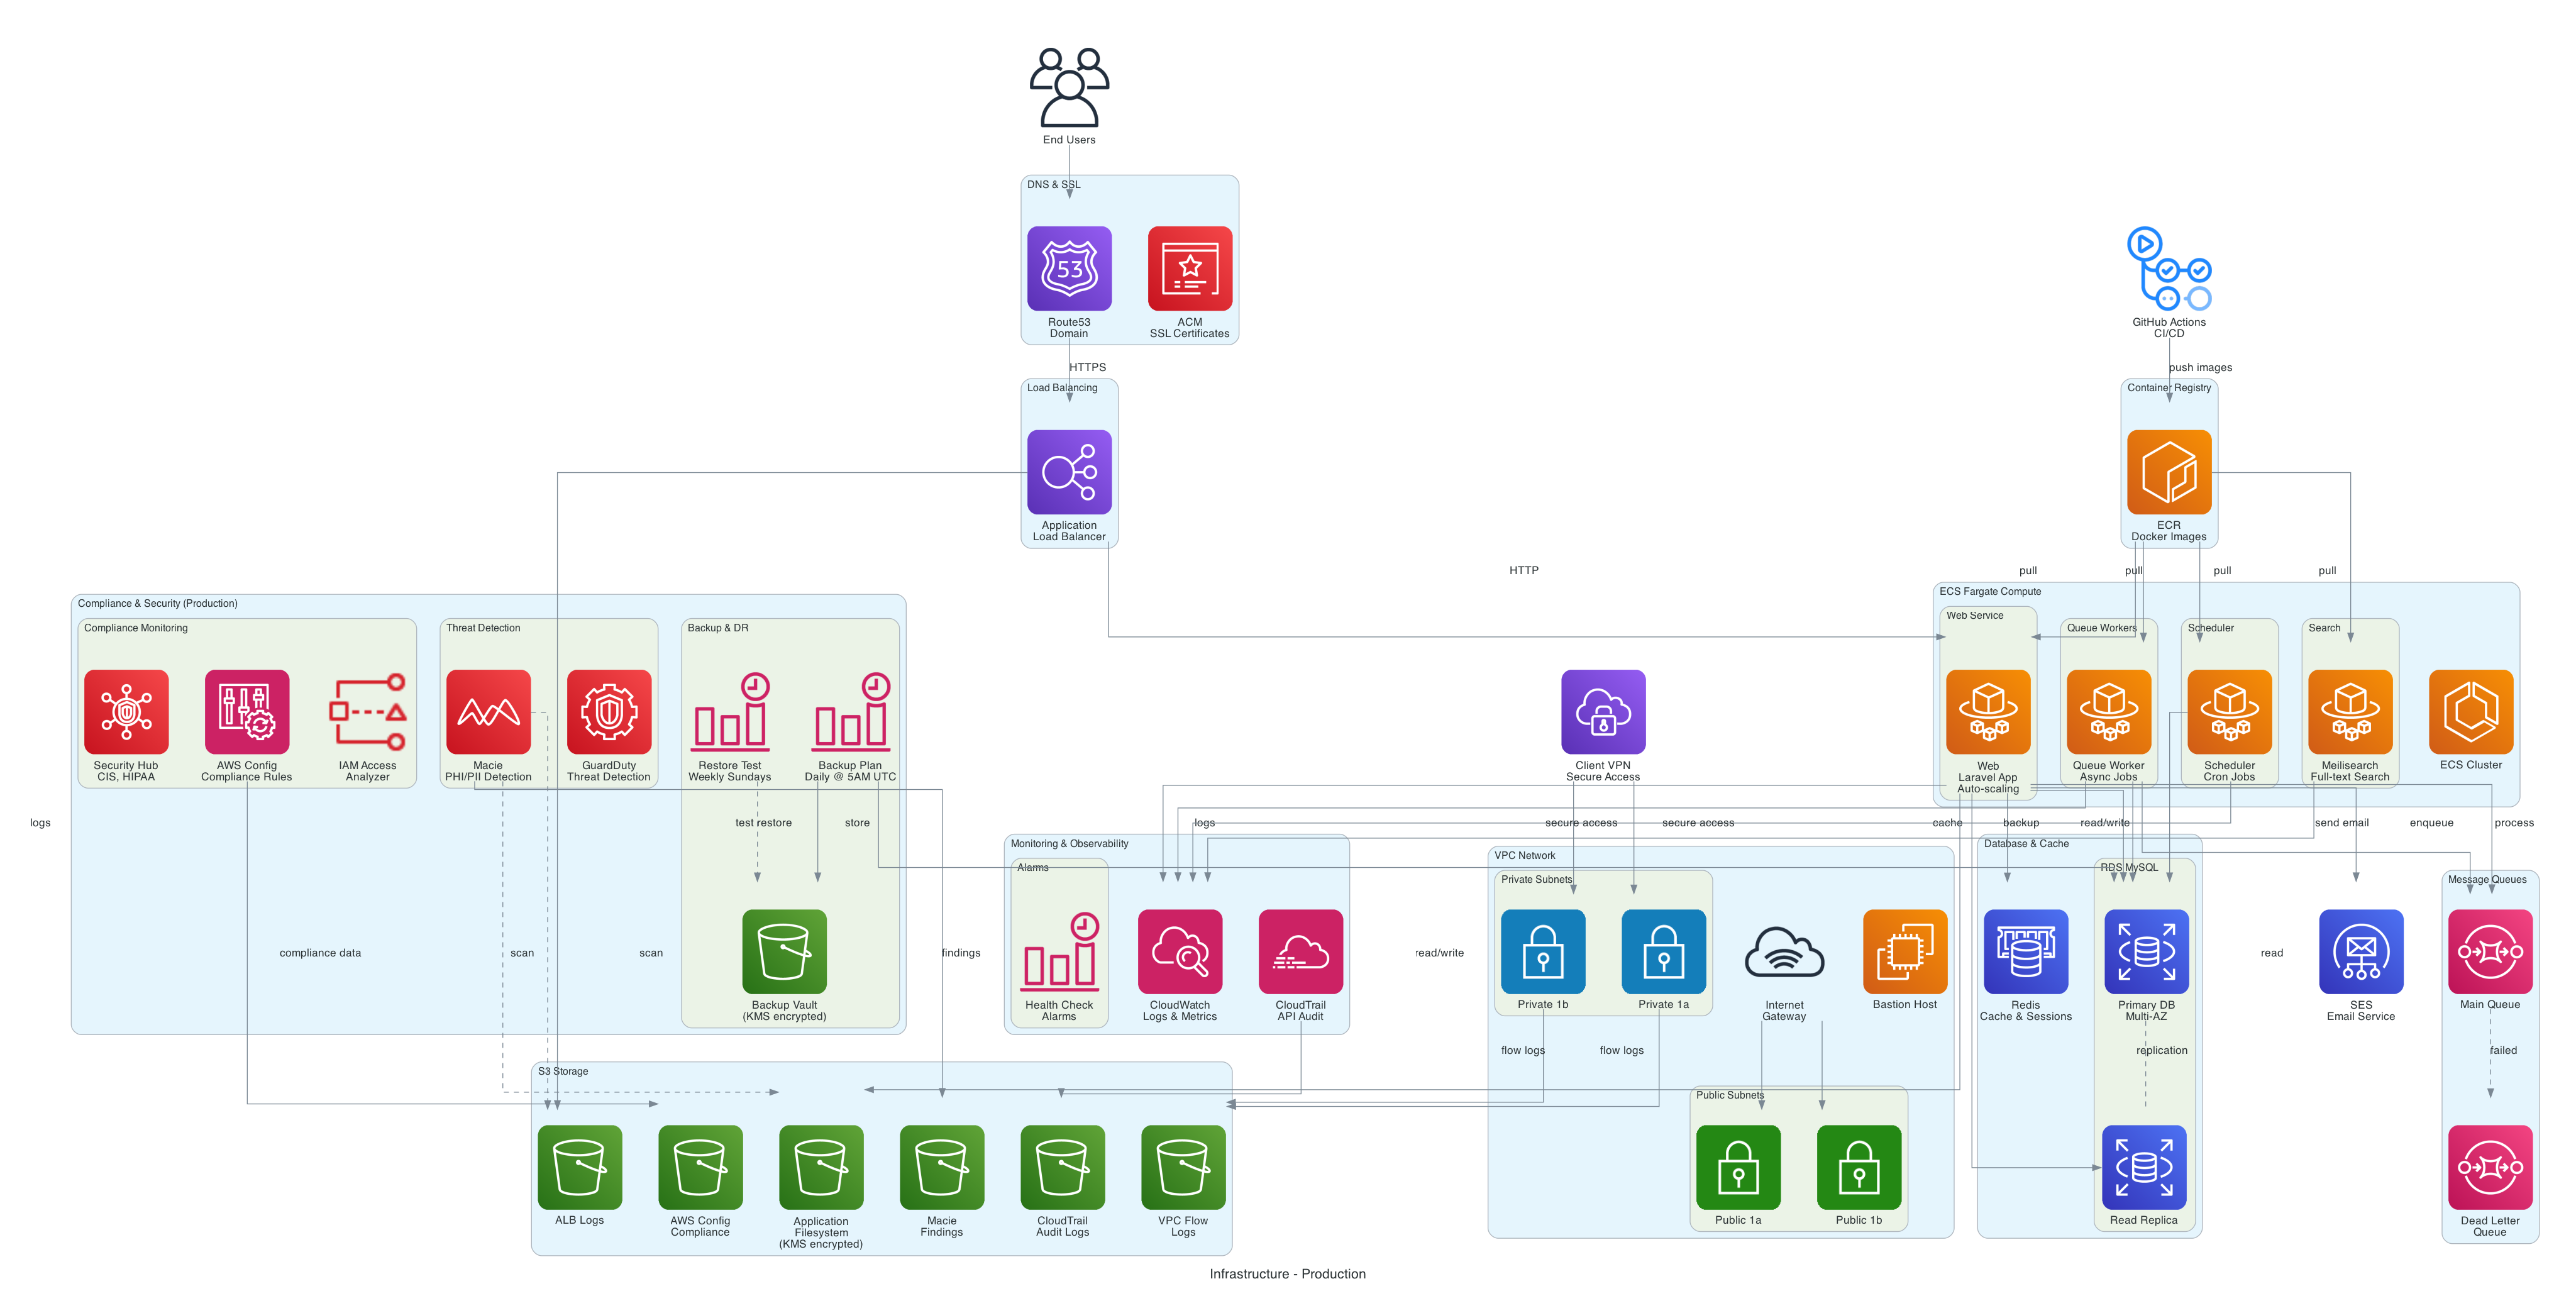 End Users
DNS & SSL
53
Route53
Domain
ACM
SSL Certificates
GitHub Actions
CI/CD
HTTPS
push images
Load Balancing
Container Registry
Application
Load Balancer
ECR
Docker Images
HTTP
pull
pull
pull
pull
ECS Fargate Compute
Compliance & Security (Production)
Web Service
Compliance Monitoring
Threat Detection
Backup & DR
Queue Workers
Scheduler
Search
Security Hub
CIS, HIPAA
AWS Config
Compliance Rules
IAM Access
Analyzer
Macie
PHI/PII Detection
GuardDuty
Threat Detection
Restore Test
Weekly Sundays
Backup Plan
Daily @ 5AM UTC
Client VPN
Secure Access
Web
Laravel App
Auto-scaling
Queue Worker
Async Jobs
Scheduler
Cron Jobs
Meilisearch
Full-text Search
ECS Cluster
logs
test restore
store
logs
secure access
secure access
cache
backup
read/write
send email
enqueue
process
Monitoring & Observability
Database & Cache
VPC Network
Alarms
RDS MySQL
Private Subnets
Message Queues
compliance data
scan
scan
findings
read/write
read
Backup Vault
(KMS encrypted)
Health Check
Alarms
CloudWatch
Logs & Metrics
CloudTrail
API Audit
Private 1b
Private 1a
Internet
Gateway
Bastion Host
Redis
Cache & Sessions
Primary DB
Multi-AZ
SES
Email Service
Main Queue
flow logs
flow logs
replication
failed
S3 Storage
Public Subnets
ALB Logs
AWS Config
Compliance
Application
Filesystem
(KMS encrypted)
Macie
Findings
CloudTrail
Audit Logs
VPC Flow
Logs
Public 1a
Public 1b
Read Replica
Dead Letter
Queue
Infrastructure - Production